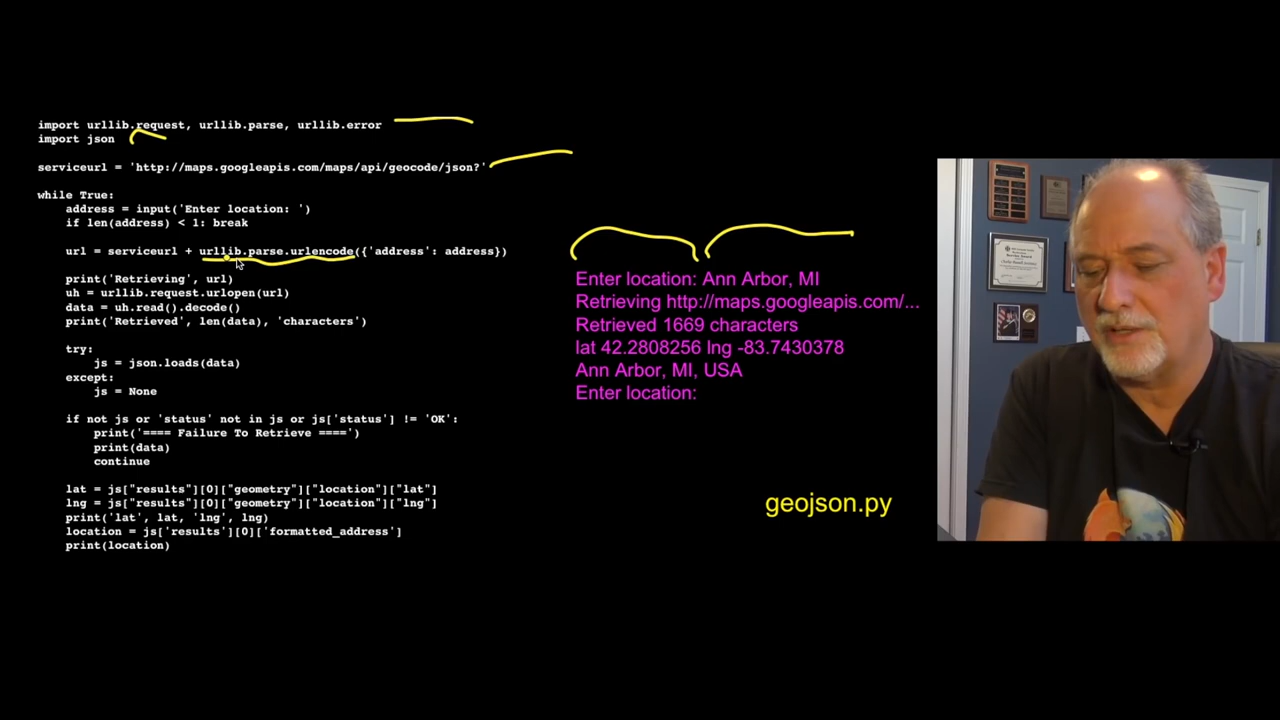 import urllib.request, urllib.parse, urllib.error
import json
serviceurl = 'http://maps.googleapis.com/maps/api/geocode/json?'
while True:
    address = input('Enter location: ')
    if len(address) < 1: break
    url = serviceurl + urllib.parse.urlencode({'address': address})
    print('Retrieving', url)
    uh = urllib.request.urlopen(url)
    data = uh.read().decode()
    print('Retrieved', len(data), 'characters')
    try:
        js = json.loads(data)
    except:
        js = None
    if not js or 'status' not in js or js['status'] != 'OK':
        print('==== Failure To Retrieve ====')
        print(data)
        continue
    lat = js["results"][0]["geometry"]["location"]["lat"]
    lng = js["results"][0]["geometry"]["location"]["lng"]
    print('lat', lat, 'lng', lng)
    location = js['results'][0]['formatted_address']
    print(location)
Enter location: Ann Arbor, MI
Retrieving http://maps.googleapis.com/...
Retrieved 1669 characters
lat 42.2808256 lng -83.7430378
Ann Arbor, MI, USA
Enter location:
geojson.py